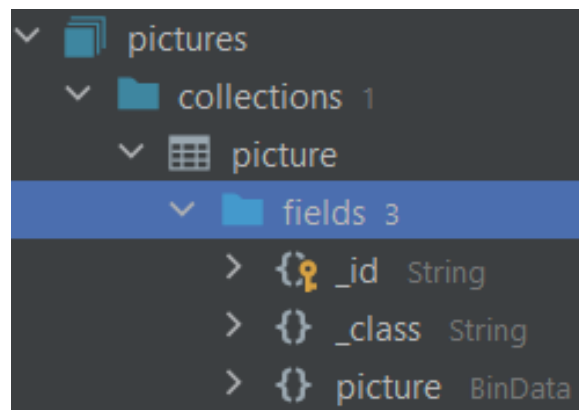 pictures
collections 1
picture
fields 3
_id String
_class String
picture BinData